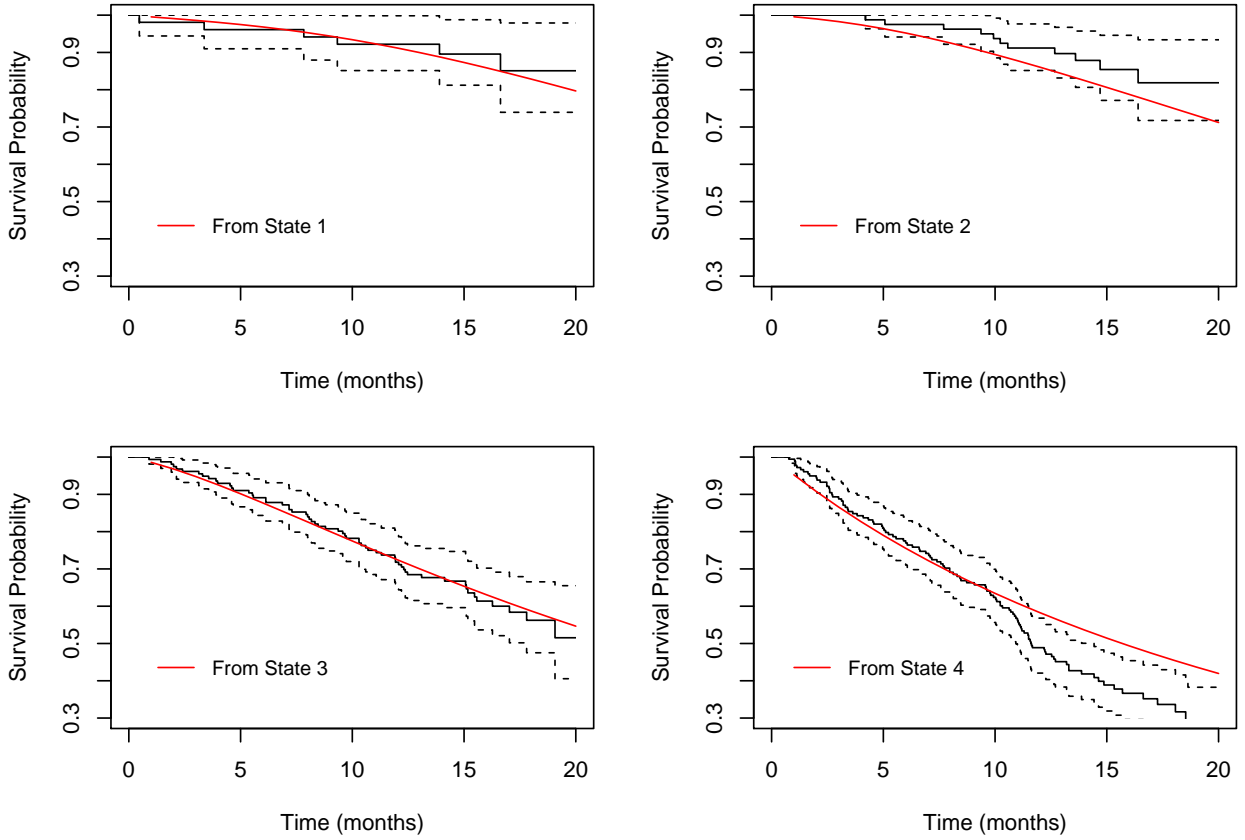 Survival Probability
0.3 0.5 0.7 0.9
From State 1
0 5 10 15 20
Time (months)
Survival Probability
0.3 0.5 0.7 0.9
From State 2
0 5 10 15 20
Time (months)
Survival Probability
0.3 0.5 0.7 0.9
From State 3
0 5 10 15 20
Time (months)
Survival Probability
0.3 0.5 0.7 0.9
From State 4
0 5 10 15 20
Time (months)